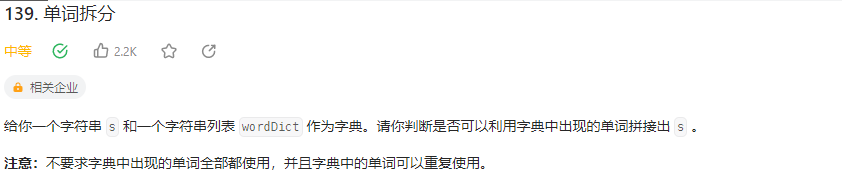 139. 单词拆分
中等 2.2K
相关企业
给你一个字符串 s 和一个字符串列表 wordDict 作为字典。请你判断是否可以利用字典中出现的单词拼接出 s 。
注意：不要求字典中出现的单词全部都使用，并且字典中的单词可以重复使用。